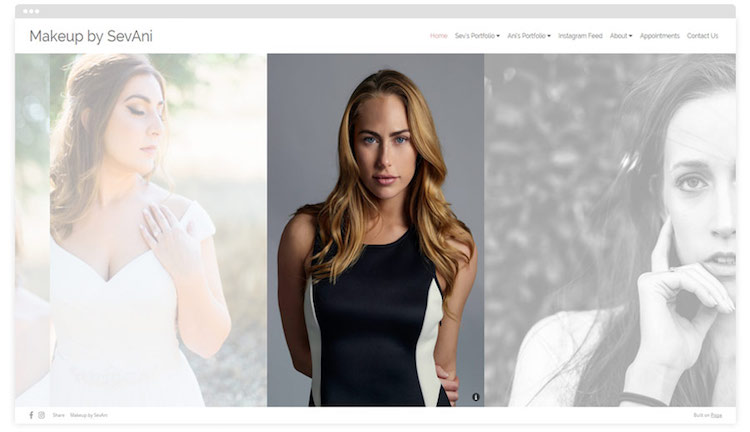 Makeup by SevAni
Home Sev's Portfolio Ani's Portfolio Instagram Feed About Appointments Contact Us
Share Makeup by SevAni Built on Pixpa